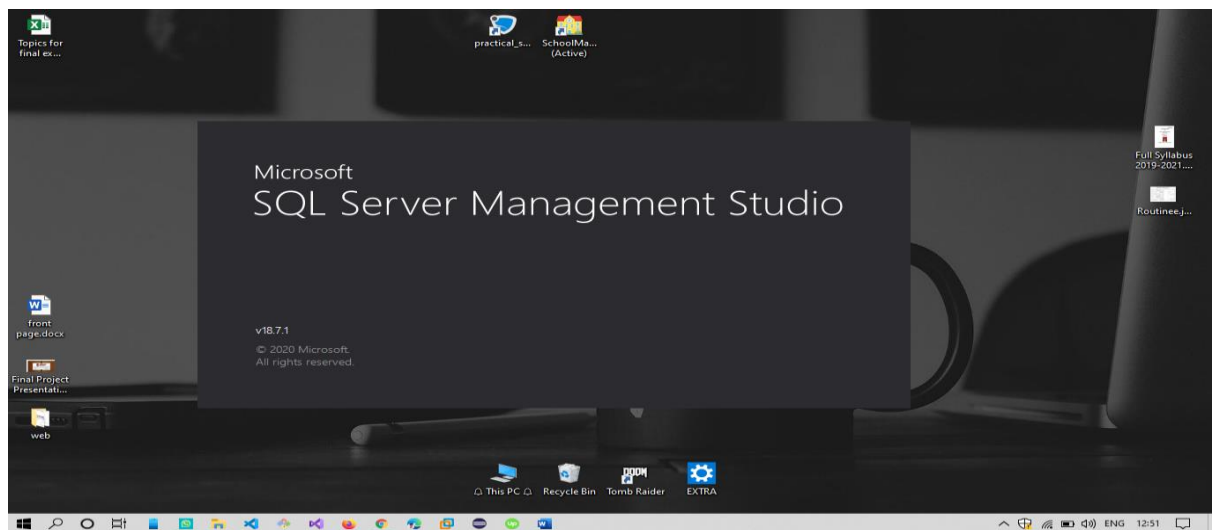 Topics for
final ex...
practical_s...
SchoolMa...
(Active)
Full Syllabus
2019-2021....
Routinee.j...
Microsoft
SQL Server Management Studio
v18.7.1
© 2020 Microsoft.
All rights reserved.
front
page.docx
Final Project
Presentati...
web
This PC
Recycle Bin
DOOM
Tomb Raider
EXTRA
ENG
12:51